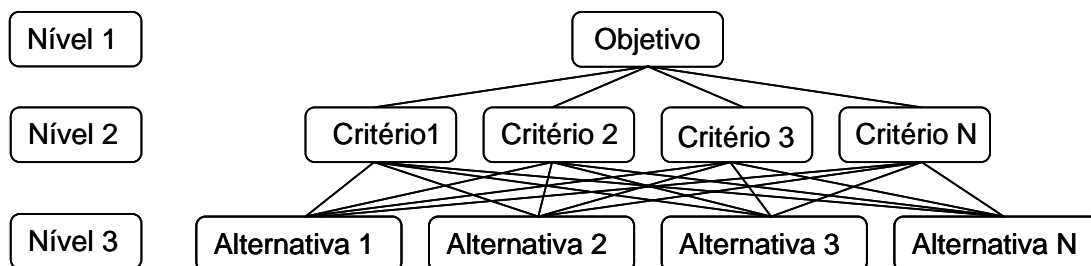 Nível 1
Objetivo
Nível 2
Critério1
Critério 2
Critério 3
Critério N
Nível 3
Alternativa 1
Alternativa 2
Alternativa 3
Alternativa N